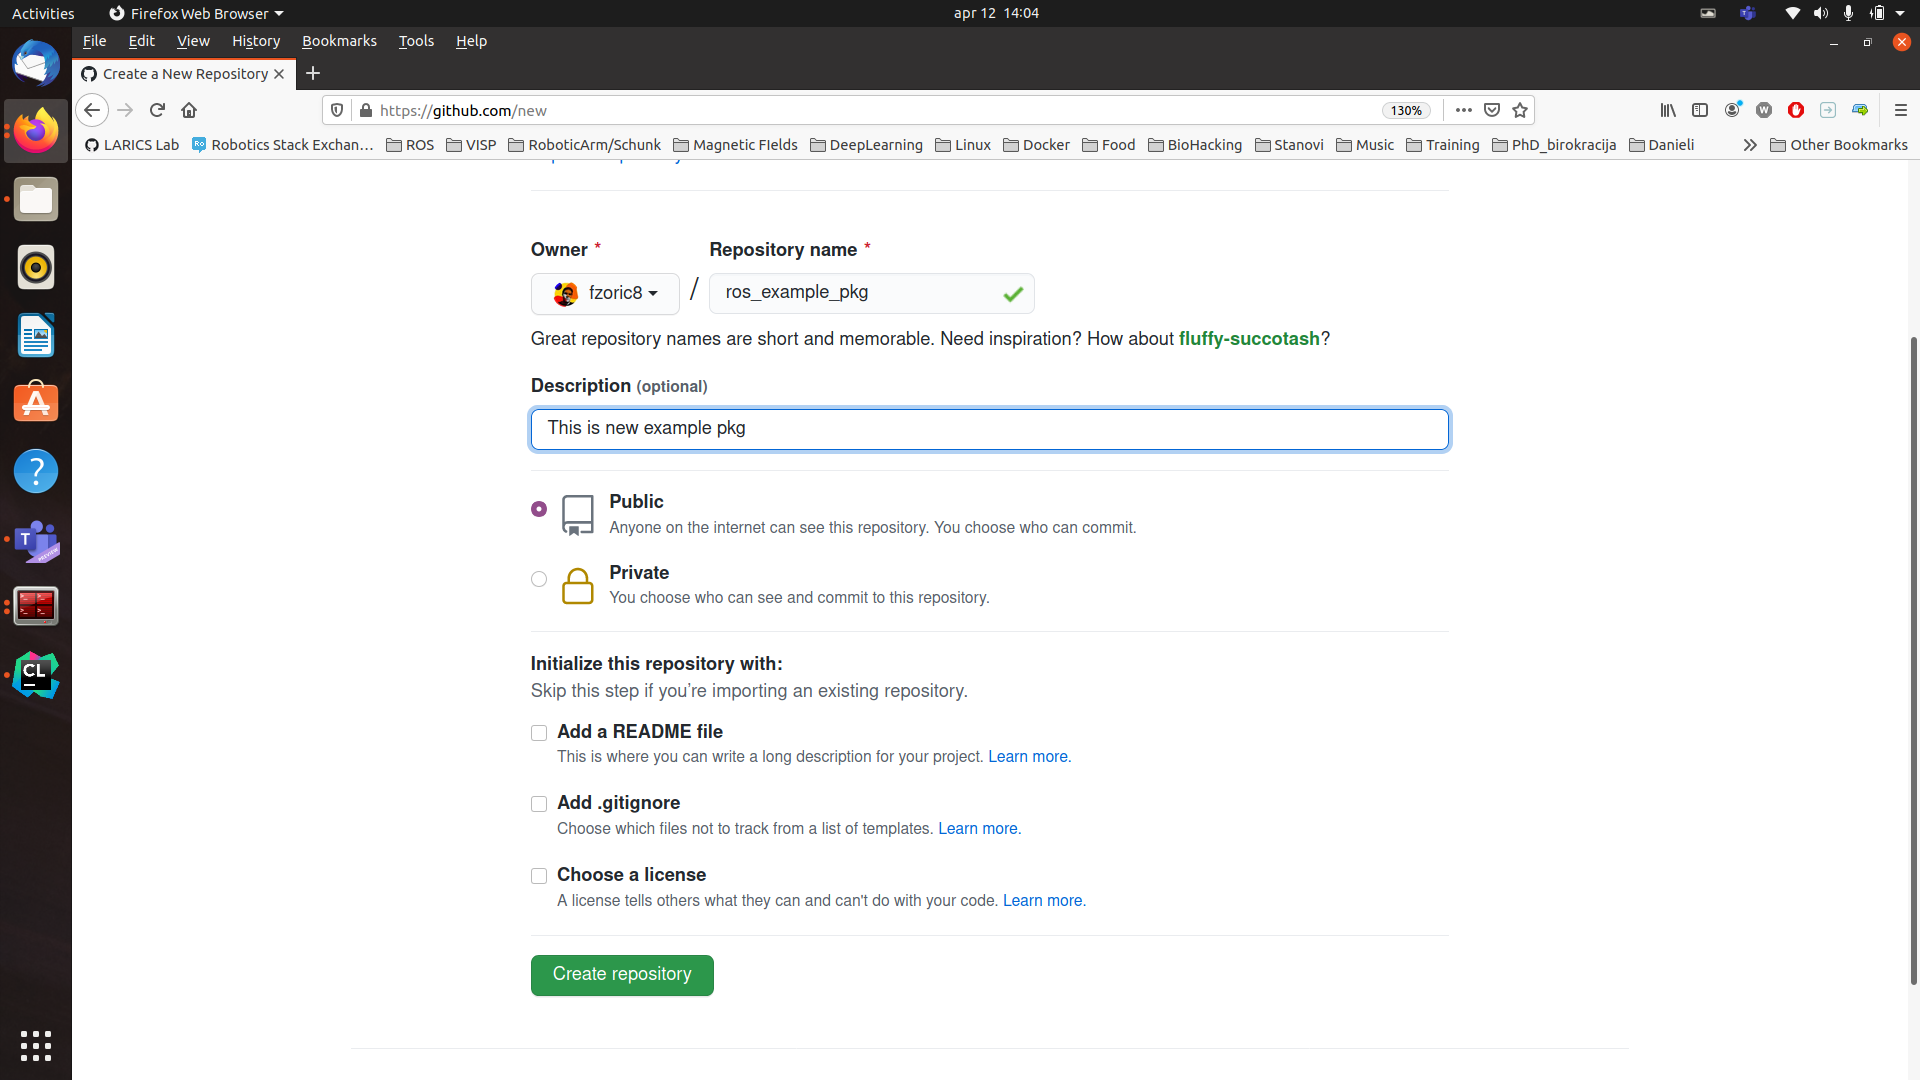 Activities
Firefox Web Browser
apr 12 14:04
File Edit View History Bookmarks Tools Help
Create a New Repository
https://github.com/new
130%
LARICS Lab
Robotics Stack Exchan…
ROS
VISP
RoboticArm/Schunk
Magnetic FIelds
DeepLearning
Linux
Docker
Food
BioHacking
Stanovi
Music
Training
PhD_birokracija
Danieli
Other Bookmarks
Owner *
Repository name *
fzoric8
/
ros_example_pkg
Great repository names are short and memorable. Need inspiration? How about fluffy-succotash?
Description (optional)
This is new example pkg
Public
Anyone on the internet can see this repository. You choose who can commit.
Private
You choose who can see and commit to this repository.
Initialize this repository with:
Skip this step if you’re importing an existing repository.
Add a README file
This is where you can write a long description for your project. Learn more.
Add .gitignore
Choose which files not to track from a list of templates. Learn more.
Choose a license
A license tells others what they can and can't do with your code. Learn more.
Create repository